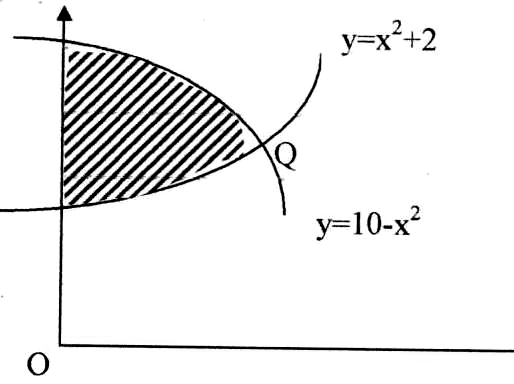 y=x²+2
Q
y=10-x²
O